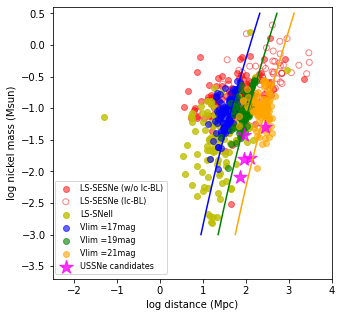 0.5
0.0
−0.5
−1.0
−1.5
−2.0
−2.5
−3.0
−3.5
log nickel mass (Msun)
LS-SESNe (w/o Ic-BL)
LS-SESNe (Ic-BL)
LS-SNeII
Vlim =17mag
Vlim =19mag
Vlim =21mag
USSNe candidates
−2
−1
0
1
2
3
4
log distance (Mpc)